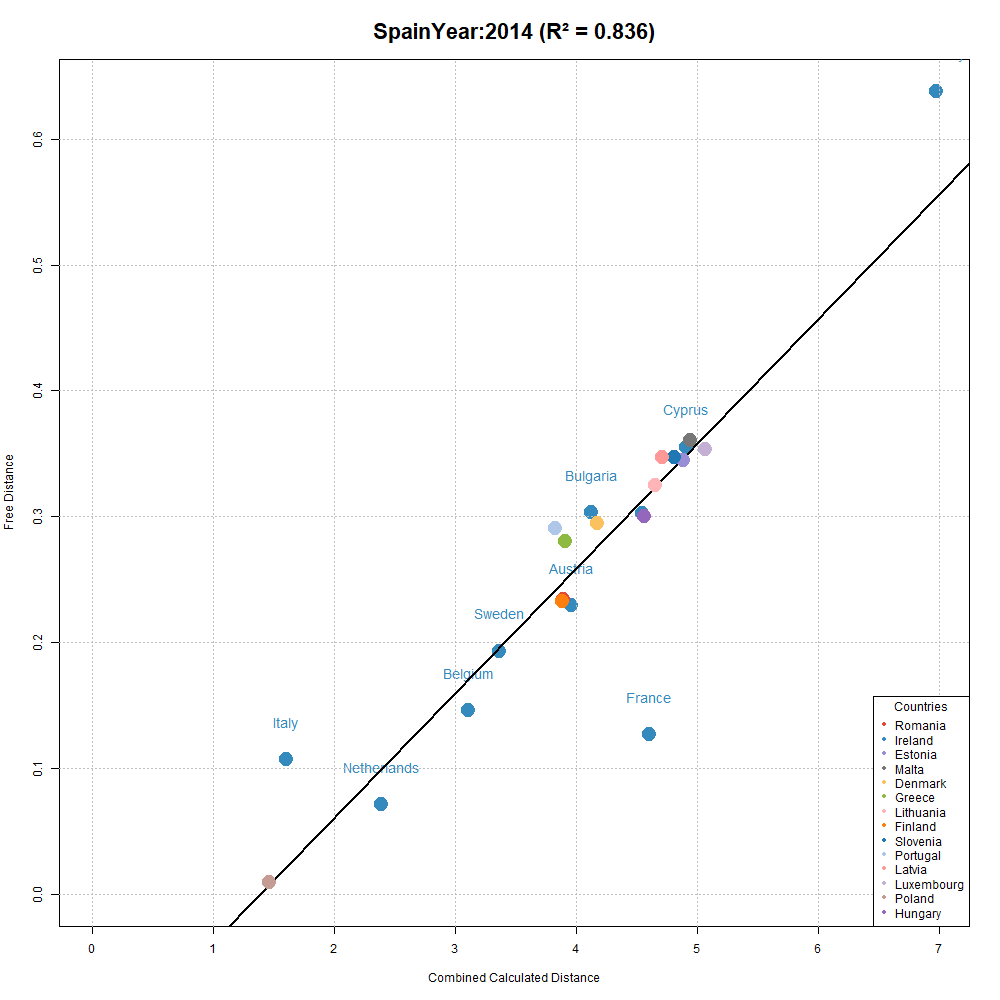 SpainYear:2014 (R² = 0.836)
Free Distance
0.6
0.5
0.4
0.3
0.2
0.1
0.0
Cyprus
Bulgaria
Austria
Sweden
Belgium
France
Italy
Netherlands
Countries
Romania
Ireland
Estonia
Malta
Denmark
Greece
Lithuania
Finland
Slovenia
Portugal
Latvia
Luxembourg
Poland
Hungary
0 1 2 3 4 5 6 7
Combined Calculated Distance